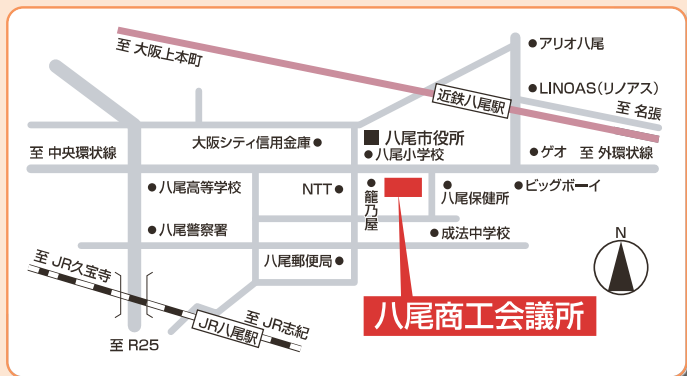 至 大阪上本町
アリオ八尾
近鉄八尾駅
LINOAS(リノアス)
至 名張
大阪シティ信用金庫
八尾市役所
八尾小学校
至 中央環状線
ゲオ
至 外環状線
八尾高等学校
NTT
籠乃屋
八尾保健所
ビッグボーイ
八尾警察署
成法中学校
N
至 JR久宝寺
八尾郵便局
八尾商工会議所
JR八尾駅
至 JR志紀
至 R25